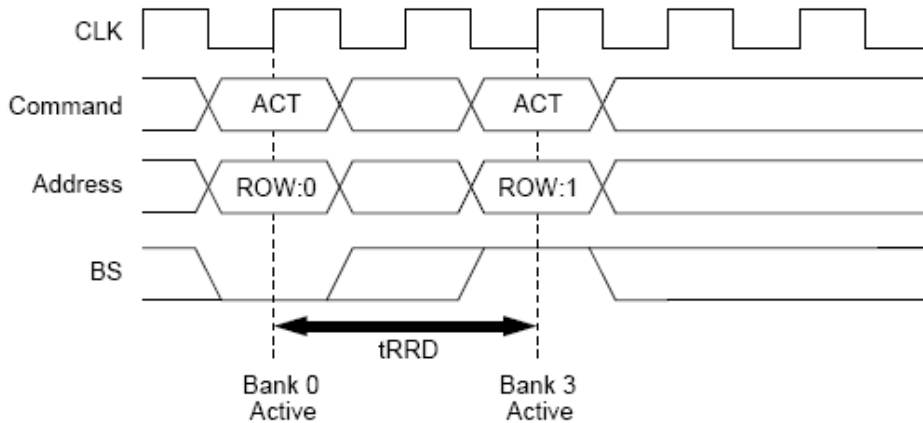 CLK
Command
ACT
ACT
Address
ROW:0
ROW:1
BS
tRRD
Bank 0
Active
Bank 3
Active